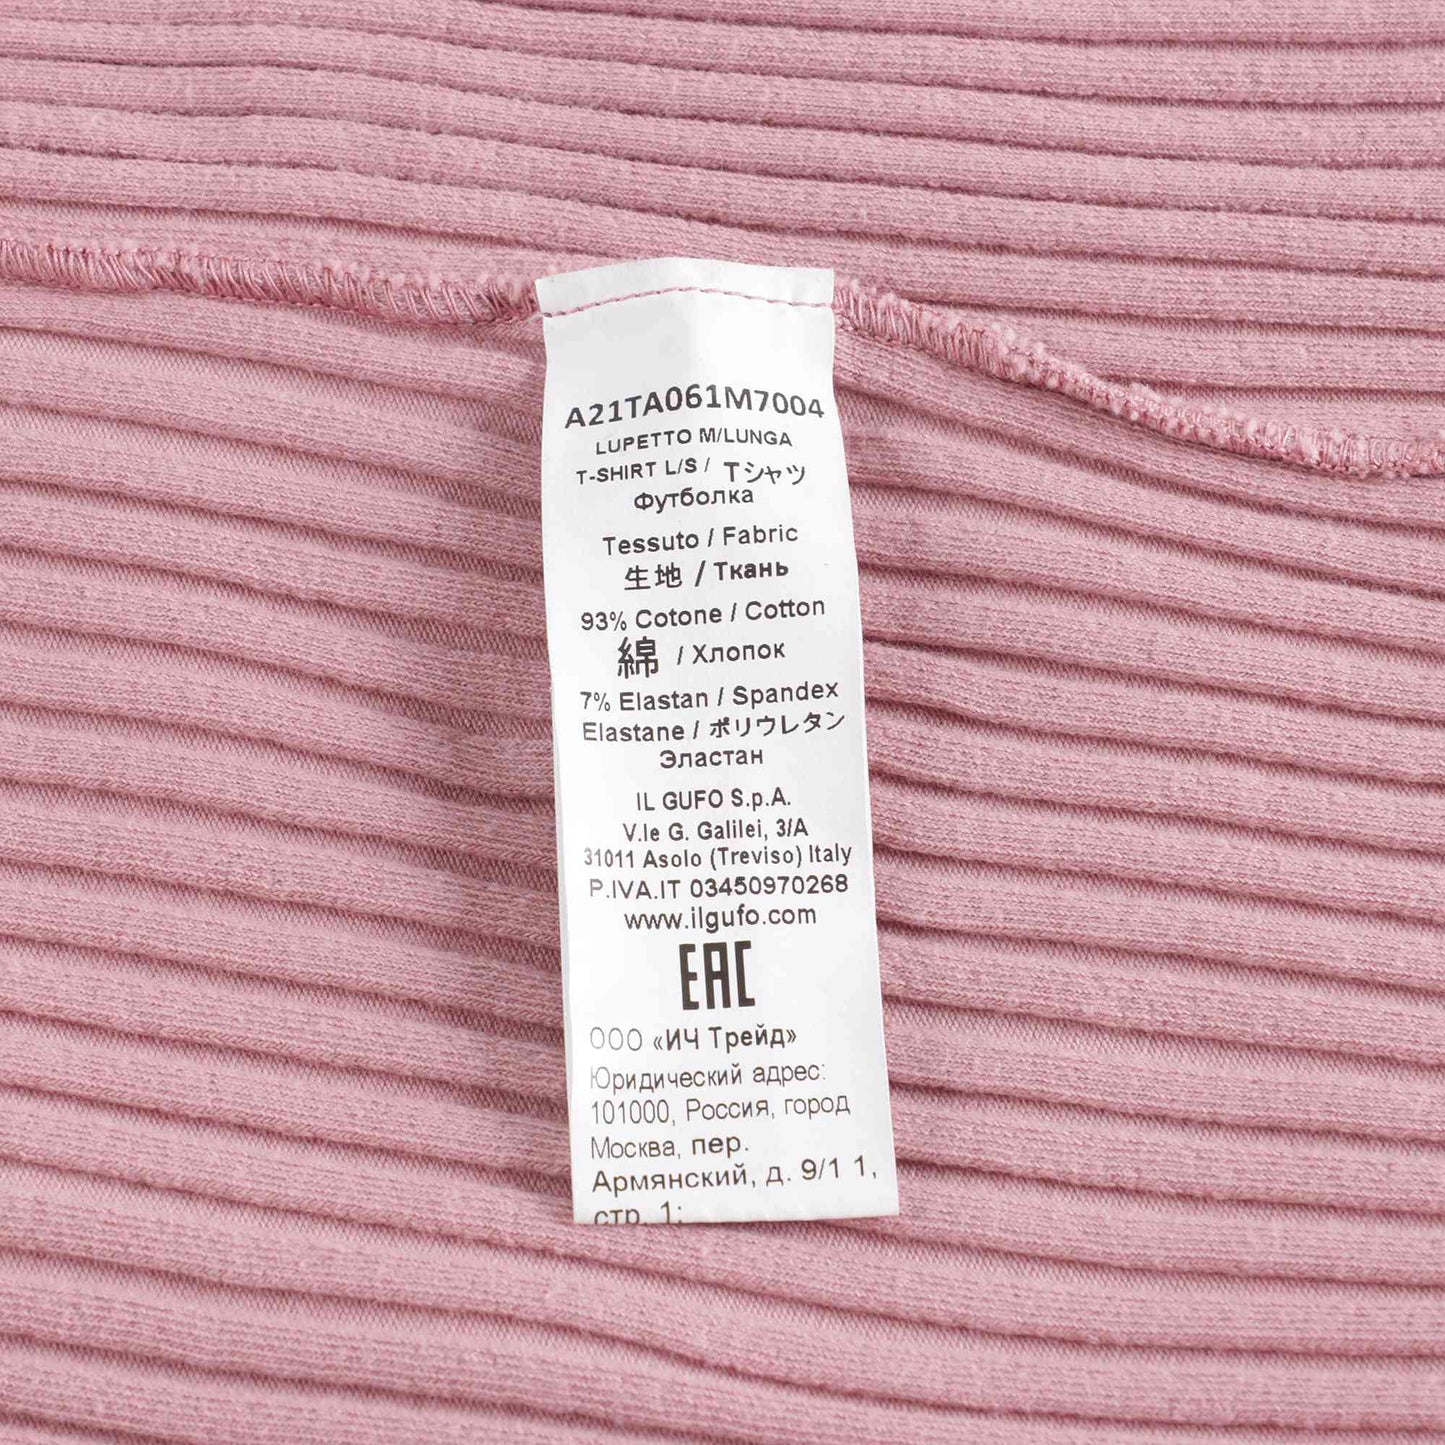 A21TA061M7004
LUPETTO M/LUNGA
T-SHIRT L/S / Tシャツ
Футболка
Tessuto / Fabric
生地 / Ткань
93% Cotone / Cotton
綿 / Хлопок
7% Elastan / Spandex
Elastane / ポリウレタン
Эластан
IL GUFO S.p.A.
V.le G. Galilei, 3/A
31011 Asolo (Treviso) Italy
P.IVA.IT 03450970268
www.ilgufo.com
EAC
ООО «ИЧ Трейд»
Юридический адрес:
101000, Россия, город
Москва, пер.
Армянский, д. 9/1 1,
стр. 1;